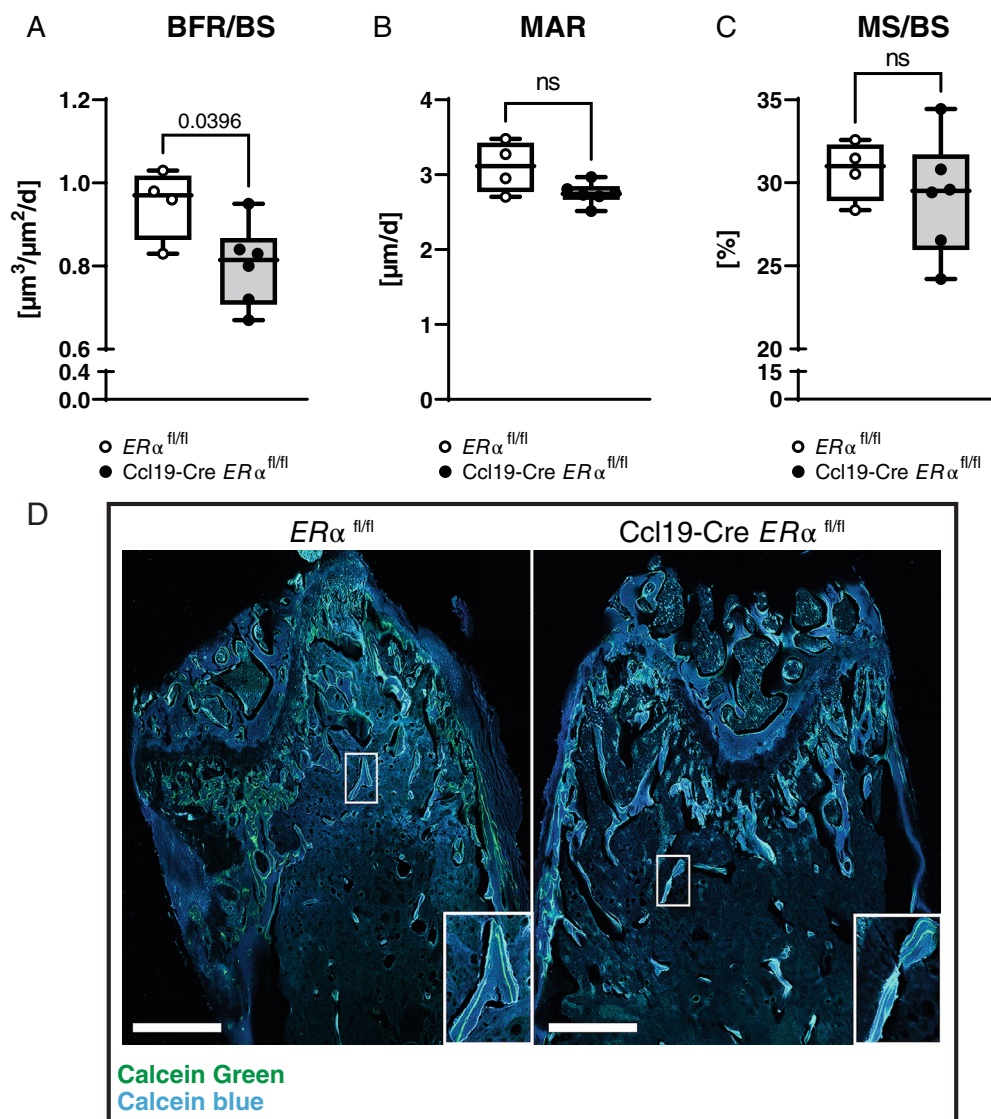 A BFR/BS
1.2
1.0
0.8
0.6
0.4
0.0
[µm³/µm²/d]
0.0396
ERα fl/fl
Ccl19-Cre ERα fl/fl
B MAR
4
3
2
1
0
[µm/d]
ns
ERα fl/fl
Ccl19-Cre ERα fl/fl
C MS/BS
35
30
25
20
15
0
[%]
ns
ERα fl/fl
Ccl19-Cre ERα fl/fl
D
ERα fl/fl
Ccl19-Cre ERα fl/fl
Calcein Green
Calcein blue